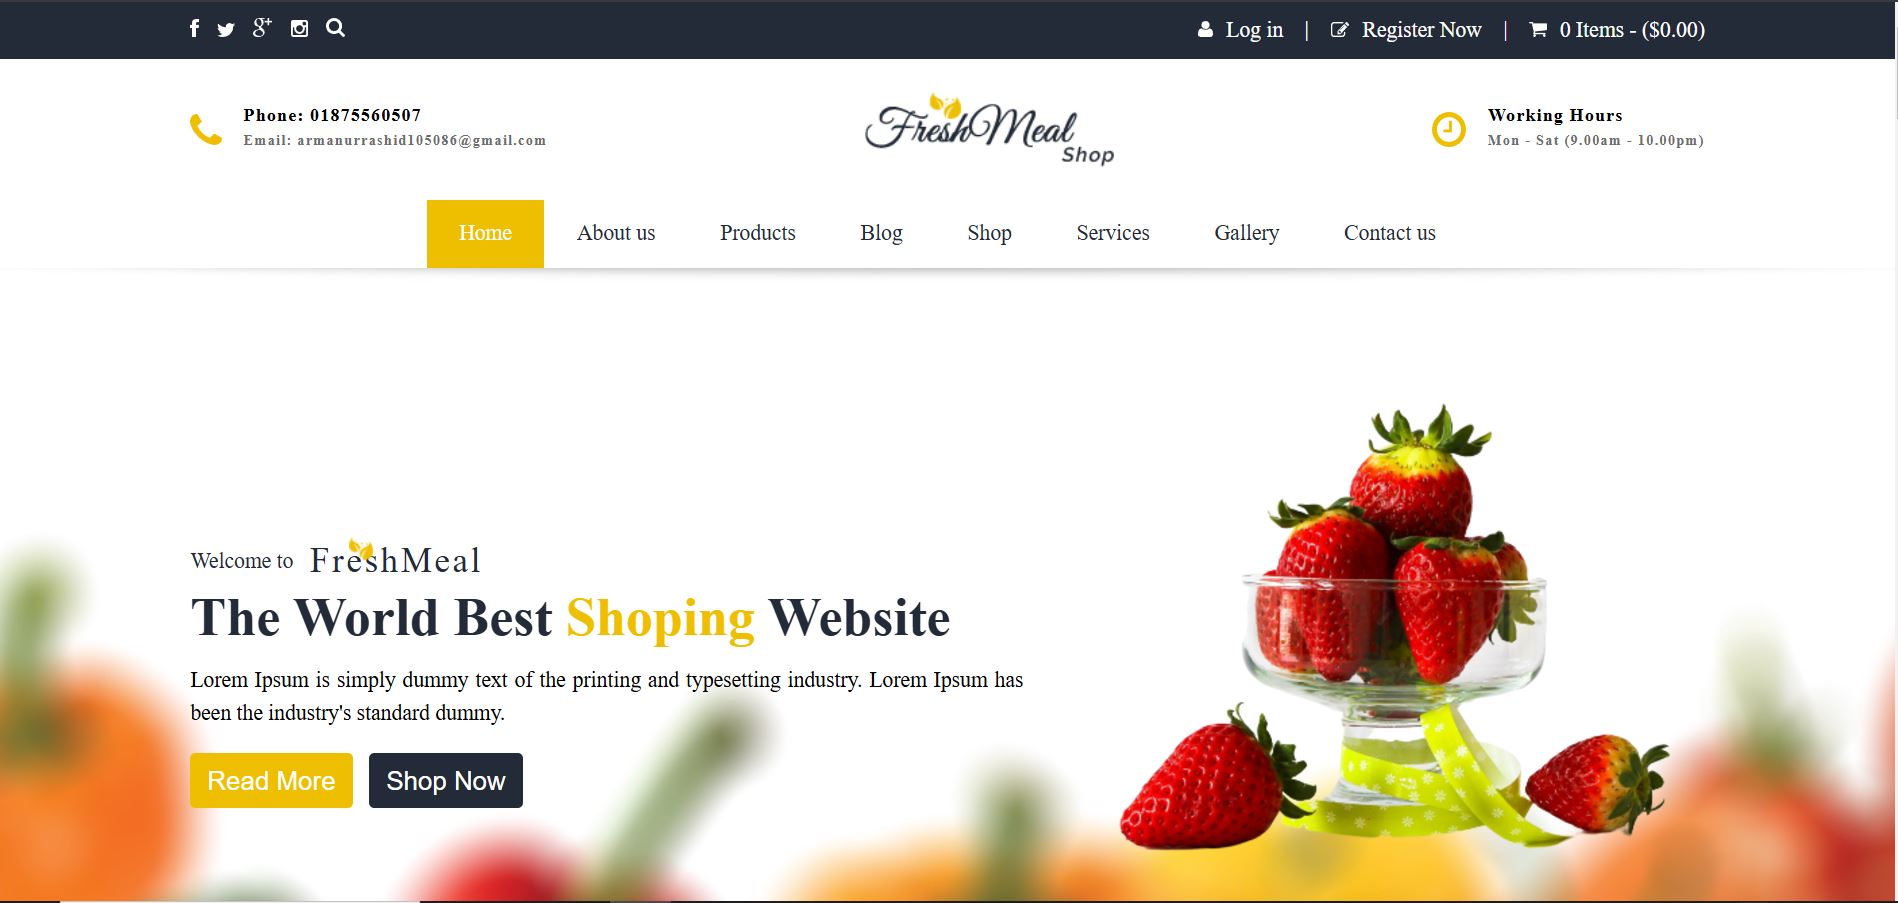 Log in | Register Now | 0 Items - ($0.00)
Phone: 01875560507
Email: armanurrashid105086@gmail.com
FreshMeal
Shop
Working Hours
Mon - Sat (9.00am - 10.00pm)
Home About us Products Blog Shop Services Gallery Contact us
Welcome to FreshMeal
The World Best Shoping Website
Lorem Ipsum is simply dummy text of the printing and typesetting industry. Lorem Ipsum has
been the industry's standard dummy.
Read More Shop Now